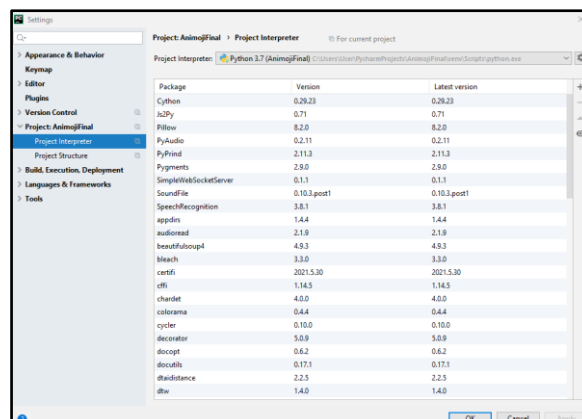 PC Settings
Project: AnimojiFinal > Project Interpreter For current project
Project Interpreter: Python 3.7 (AnimojiFinal) C:\Users\User\PycharmProjects\AnimojiFinal\venv\Scripts\python.exe
Appearance & Behavior
Keymap
Editor
Plugins
Version Control
Project: AnimojiFinal
Project Interpreter
Project Structure
Build, Execution, Deployment
Languages & Frameworks
Tools
Package Version Latest version
Cython 0.29.23 0.29.23
Js2Py 0.71 0.71
Pillow 8.2.0 8.2.0
PyAudio 0.2.11 0.2.11
PyPrind 2.11.3 2.11.3
Pygments 2.9.0 2.9.0
SimpleWebSocketServer 0.1.1 0.1.1
SoundFile 0.10.3.post1 0.10.3.post1
SpeechRecognition 3.8.1 3.8.1
appdirs 1.4.4 1.4.4
audioread 2.1.9 2.1.9
beautifulsoup4 4.9.3 4.9.3
bleach 3.3.0 3.3.0
certifi 2021.5.30 2021.5.30
cffi 1.14.5 1.14.5
chardet 4.0.0 4.0.0
colorama 0.4.4 0.4.4
cycler 0.10.0 0.10.0
decorator 5.0.9 5.0.9
docopt 0.6.2 0.6.2
docutils 0.17.1 0.17.1
dtaidistance 2.2.5 2.2.5
dtw 1.4.0 1.4.0
OK Cancel Apply